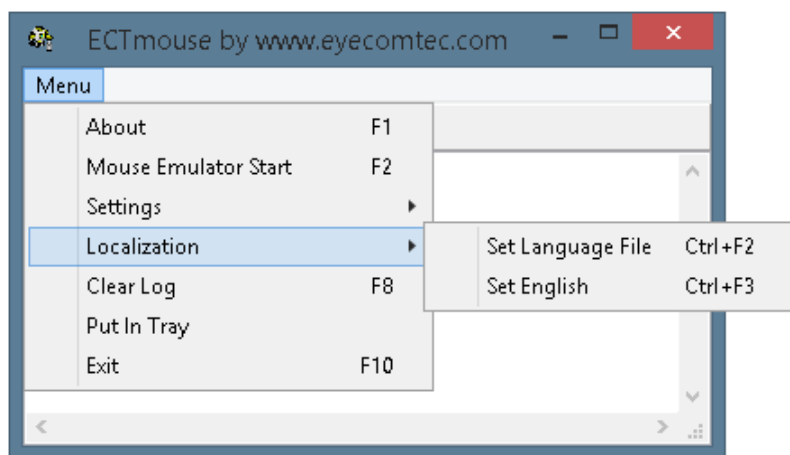 ECTmouse by www.eyecomtec.com
Menu
About F1
Mouse Emulator Start F2
Settings
Localization
Set Language File Ctrl+F2
Clear Log F8
Set English Ctrl+F3
Put In Tray
Exit F10